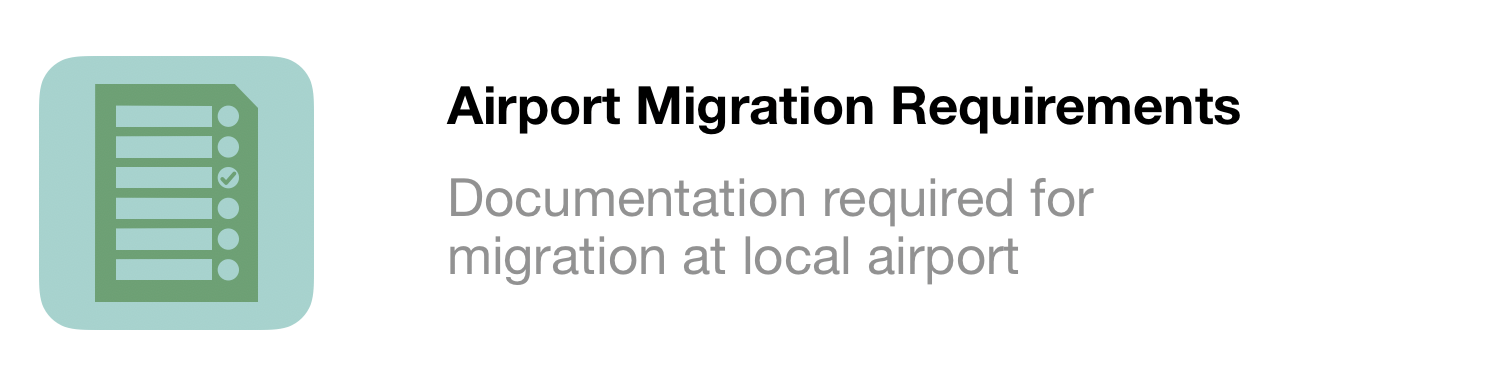 Airport Migration Requirements
Documentation required for
migration at local airport